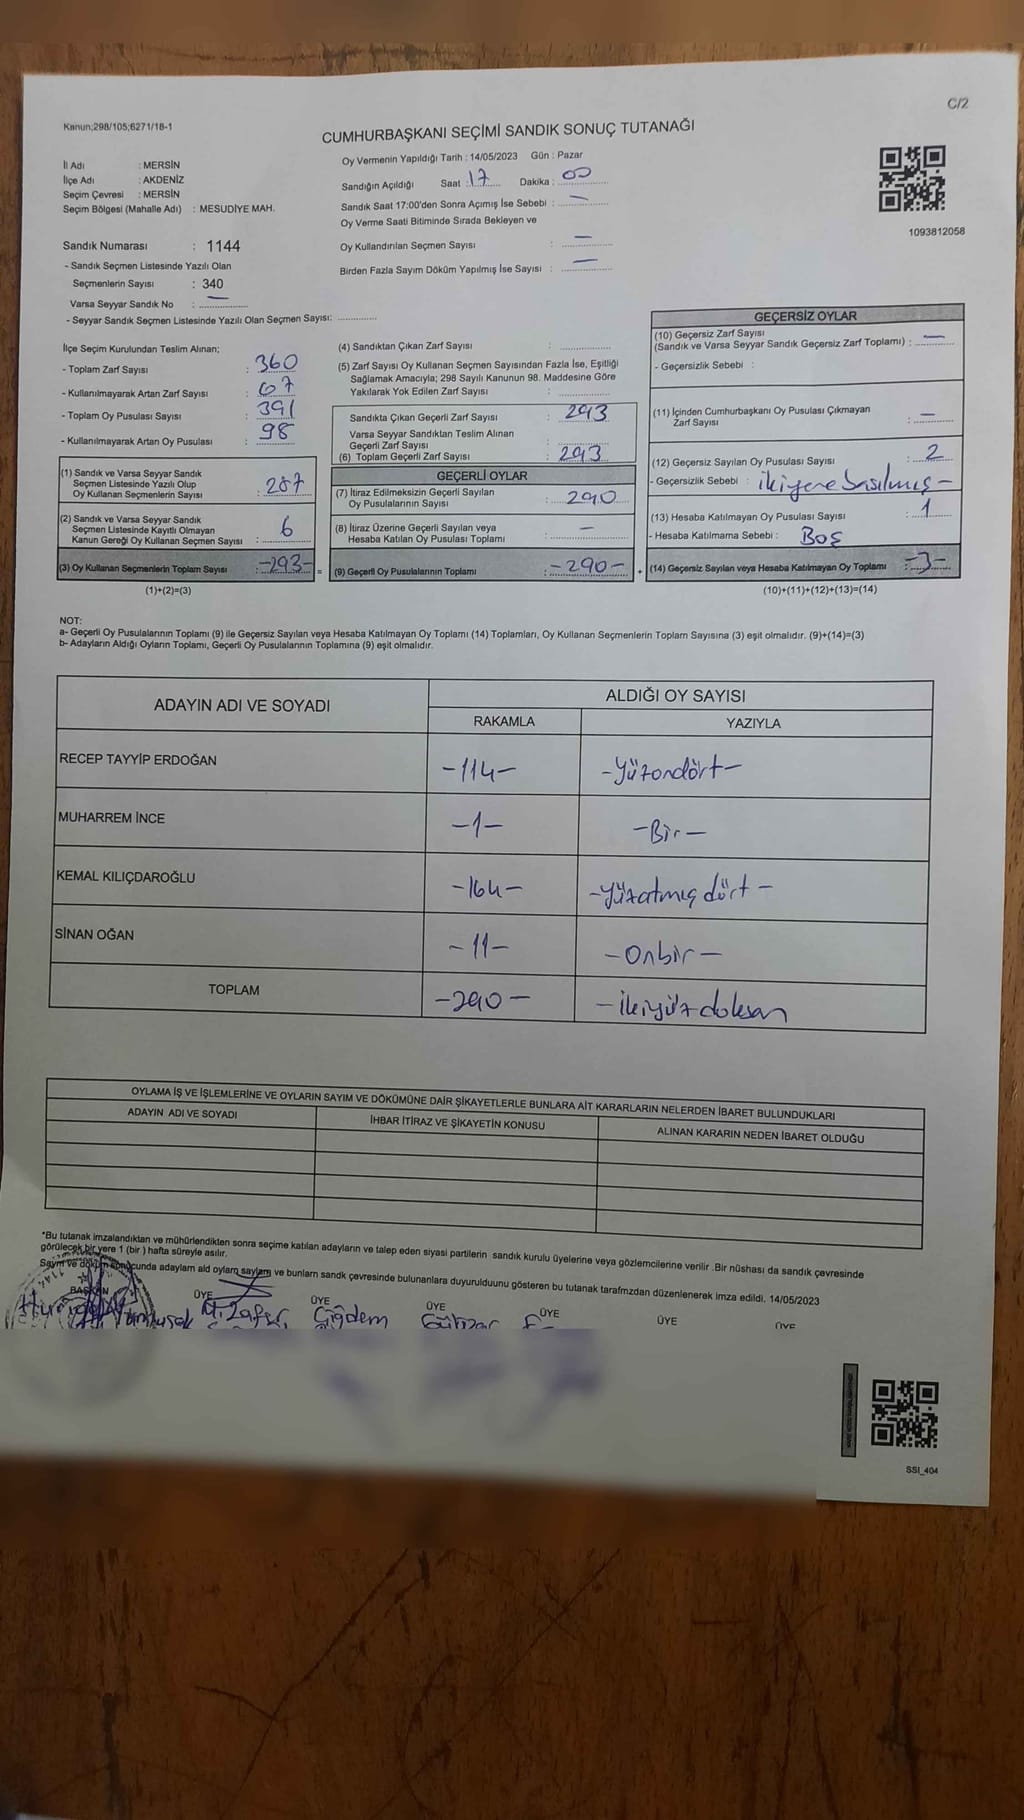 C/2
Kanun;298/105;6271/18-1
CUMHURBAŞKANI SEÇİMİ SANDIK SONUÇ TUTANAĞI
İl Adı : MERSİN
İlçe Adı : AKDENİZ
Seçim Çevresi : MERSİN
Seçim Bölgesi (Mahalle Adı) : MESUDİYE MAH.
Sandık Numarası : 1144
- Sandık Seçmen Listesinde Yazılı Olan
Seçmenlerin Sayısı : 340
Varsa Seyyar Sandık No : —
- Seyyar Sandık Seçmen Listesinde Yazılı Olan Seçmen Sayısı:
Oy Vermenin Yapıldığı Tarih : 14/05/2023 Gün : Pazar
Sandığın Açıldığı Saat : 17 Dakika : 00
Sandık Saat 17:00'den Sonra Açımış İse Sebebi : —
Oy Verme Saati Bitiminde Sırada Bekleyen ve
Oy Kullandırılan Seçmen Sayısı : —
Birden Fazla Sayım Döküm Yapılmış İse Sayısı : —
1093812058
İlçe Seçim Kurulundan Teslim Alınan;
- Toplam Zarf Sayısı : 360
- Kullanılmayarak Artan Zarf Sayısı : 67
- Toplam Oy Pusulası Sayısı : 391
- Kullanılmayarak Artan Oy Pusulası : 98
(1) Sandık ve Varsa Seyyar Sandık
Seçmen Listesinde Yazılı Olup
Oy Kullanan Seçmenlerin Sayısı : 287
(2) Sandık ve Varsa Seyyar Sandık
Seçmen Listesinde Kayıtlı Olmayan
Kanun Gereği Oy Kullanan Seçmen Sayısı : 6
(3) Oy Kullanan Seçmenlerin Toplam Sayısı : -293- =
(1)+(2)=(3)
(4) Sandıktan Çıkan Zarf Sayısı :
(5) Zarf Sayısı Oy Kullanan Seçmen Sayısından Fazla İse, Eşitliği
Sağlamak Amacıyla; 298 Sayılı Kanunun 98. Maddesine Göre
Yakılarak Yok Edilen Zarf Sayısı :
Sandıkta Çıkan Geçerli Zarf Sayısı : 293
Varsa Seyyar Sandıktan Teslim Alınan
Geçerli Zarf Sayısı :
(6) Toplam Geçerli Zarf Sayısı : 293
GEÇERLİ OYLAR
(7) İtiraz Edilmeksizin Geçerli Sayılan
Oy Pusulalarının Sayısı : 290
(8) İtiraz Üzerine Geçerli Sayılan veya
Hesaba Katılan Oy Pusulası Toplamı : —
(9) Geçerli Oy Pusulalarının Toplamı : -290- +
GEÇERSİZ OYLAR
(10) Geçersiz Zarf Sayısı
(Sandık ve Varsa Seyyar Sandık Geçersiz Zarf Toplamı) : —
- Geçersizlik Sebebi :
(11) İçinden Cumhurbaşkanı Oy Pusulası Çıkmayan
Zarf Sayısı : —
(12) Geçersiz Sayılan Oy Pusulası Sayısı : 2
- Geçersizlik Sebebi : iki yere basılmış -
(13) Hesaba Katılmayan Oy Pusulası Sayısı : 1
- Hesaba Katılmama Sebebi : Boş
(14) Geçersiz Sayılan veya Hesaba Katılmayan Oy Toplamı : -3-
(10)+(11)+(12)+(13)=(14)
NOT:
a- Geçerli Oy Pusulalarının Toplamı (9) ile Geçersiz Sayılan veya Hesaba Katılmayan Oy Toplamı (14) Toplamları, Oy Kullanan Seçmenlerin Toplam Sayısına (3) eşit olmalıdır. (9)+(14)=(3)
b- Adayların Aldığı Oyların Toplamı, Geçerli Oy Pusulalarının Toplamına (9) eşit olmalıdır.
ADAYIN ADI VE SOYADI ALDIĞI OY SAYISI
RAKAMLA YAZIYLA
RECEP TAYYİP ERDOĞAN -114- -Yüzondört-
MUHARREM İNCE -1- -Bir-
KEMAL KILIÇDAROĞLU -164- -Yüzatmış dört-
SİNAN OĞAN -11- -Onbir-
TOPLAM -290- -İkiyüz doksan
OYLAMA İŞ VE İŞLEMLERİNE VE OYLARIN SAYIM VE DÖKÜMÜNE DAİR ŞİKAYETLERLE BUNLARA AİT KARARLARIN NELERDEN İBARET BULUNDUKLARI
ADAYIN ADI VE SOYADI İHBAR İTİRAZ VE ŞİKAYETİN KONUSU ALINAN KARARIN NEDEN İBARET OLDUĞU
*Bu tutanak imzalandıktan ve mühürlendikten sonra seçime katılan adayların ve talep eden siyasi partilerin sandık kurulu üyelerine veya gözlemcilerine verilir .Bir nüshası da sandık çevresinde
görülecek bir yere 1 (bir ) hafta süreyle asılır.
Sayım ve döküm sonucunda adaylarn ald oylarn saylarn ve bunlarn sandk çevresinde bulunanlara duyurulduunu gösteren bu tutanak tarafmzdan düzenlenerek imza edildi. 14/05/2023
BAŞKAN ÜYE ÜYE ÜYE ÜYE ÜYE ÜYE
Zafer Çiğdem Gülizar
SSI_404